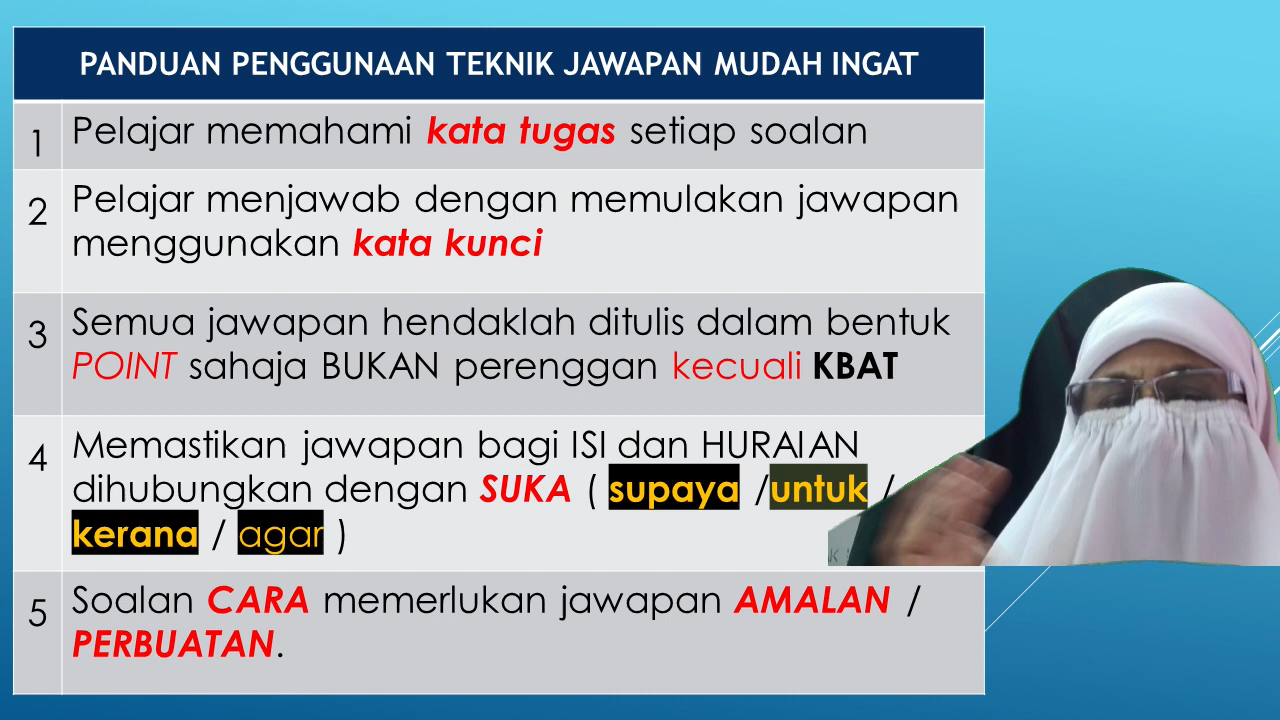 PANDUAN PENGGUNAAN TEKNIK JAWAPAN MUDAH INGAT
1 Pelajar memahami kata tugas setiap soalan
2 Pelajar menjawab dengan memulakan jawapan
menggunakan kata kunci
3 Semua jawapan hendaklah ditulis dalam bentuk
POINT sahaja BUKAN perenggan kecuali KBAT
4 Memastikan jawapan bagi ISI dan HURAIAN
dihubungkan dengan SUKA ( supaya /untuk /
kerana / agar )
5 Soalan CARA memerlukan jawapan AMALAN /
PERBUATAN.